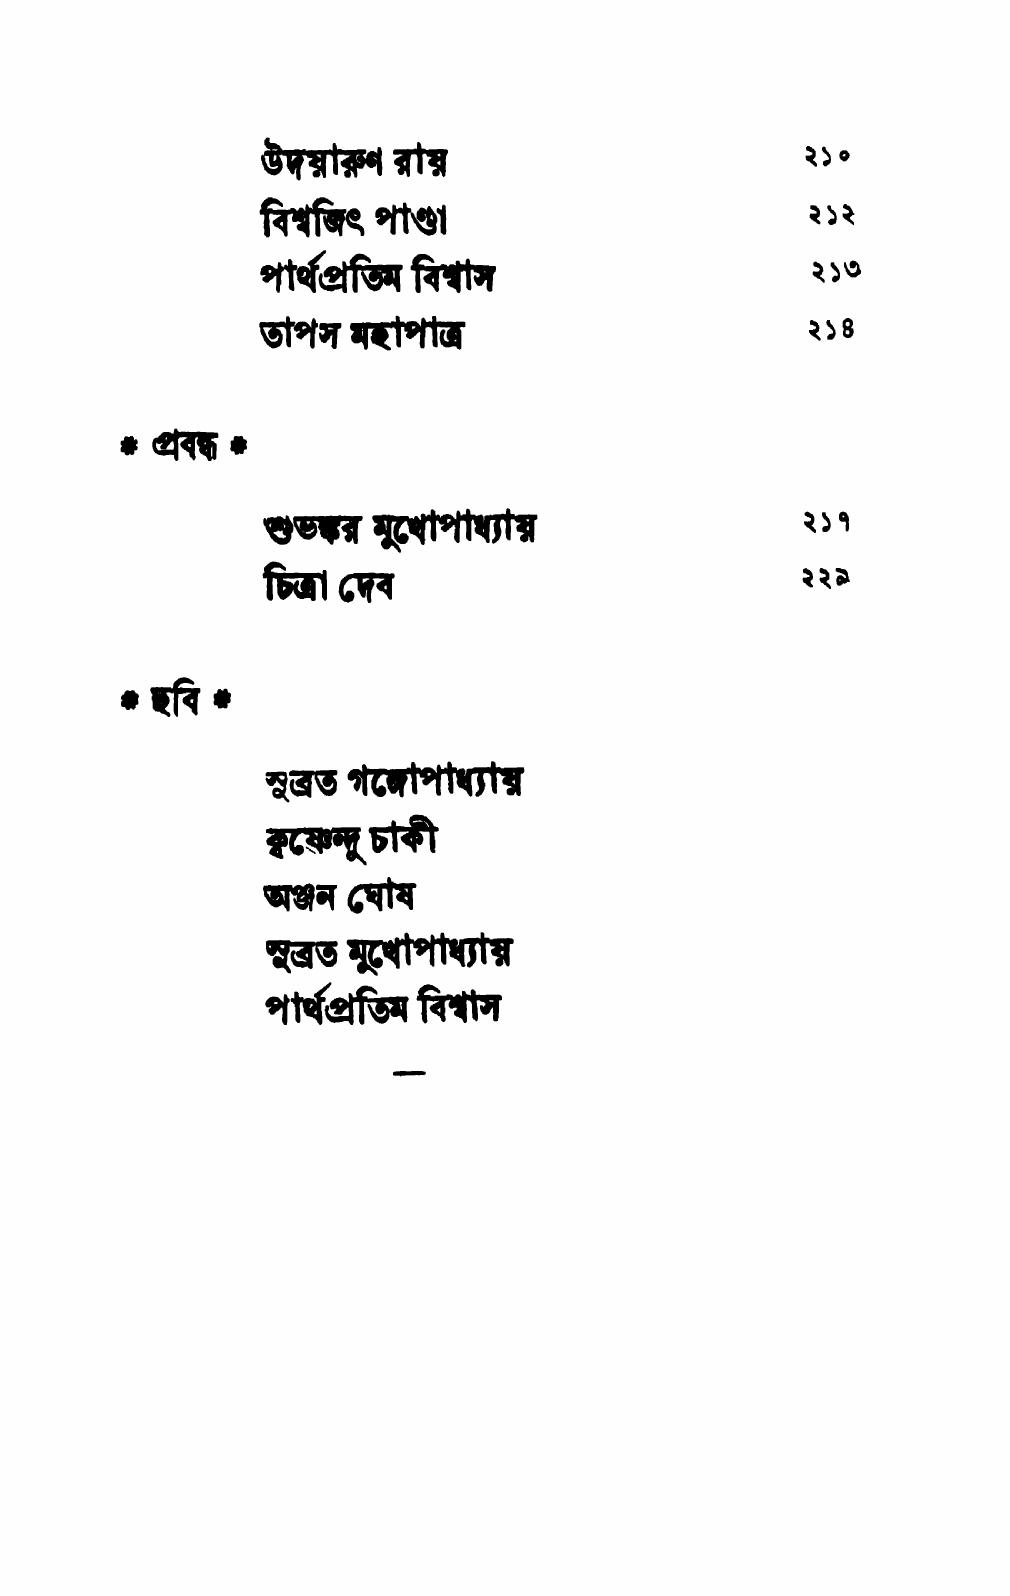 উদয়ারুণ রায় ২১০
বিশ্বজিৎ পাণ্ডা ২১২
পার্থপ্রতিম বিশ্বাস ২১৩
তাপস মহাপাত্র ২১৪
* প্রবন্ধ *
শুভঙ্কর মুখোপাধ্যায় ২১৭
চিত্রা দেব ২২৯
* ছবি *
সুব্রত গঙ্গোপাধ্যায়
কৃষ্ণেন্দু চাকী
অঞ্জন ঘোষ
সুব্রত মুখোপাধ্যায়
পার্থপ্রতিম বিশ্বাস
—